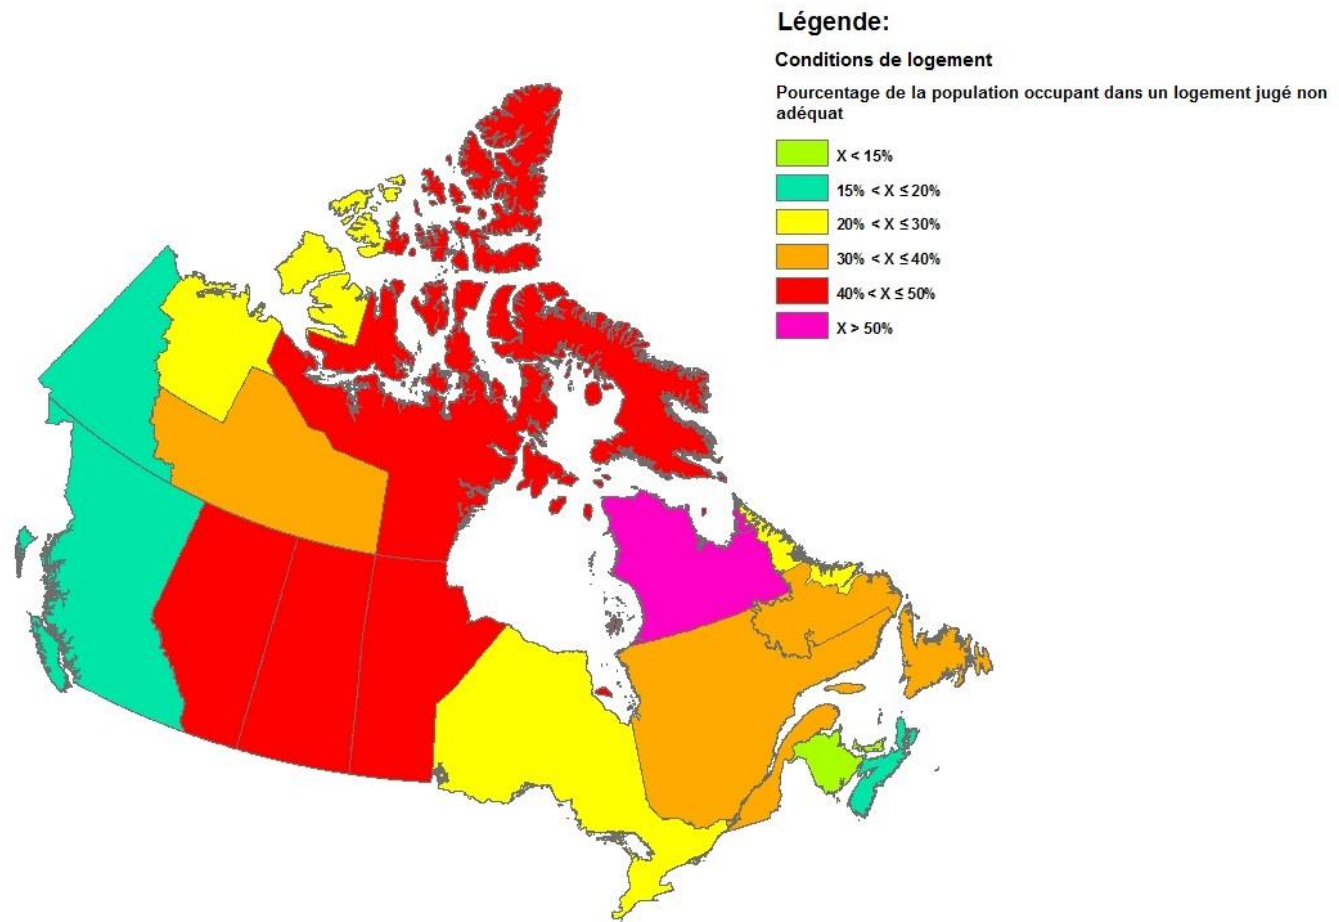 Légende:
Conditions de logement
Pourcentage de la population occupant dans un logement jugé non
adéquat
X < 15%
15% < X ≤ 20%
20% < X ≤ 30%
30% < X ≤ 40%
40% < X ≤ 50%
X > 50%